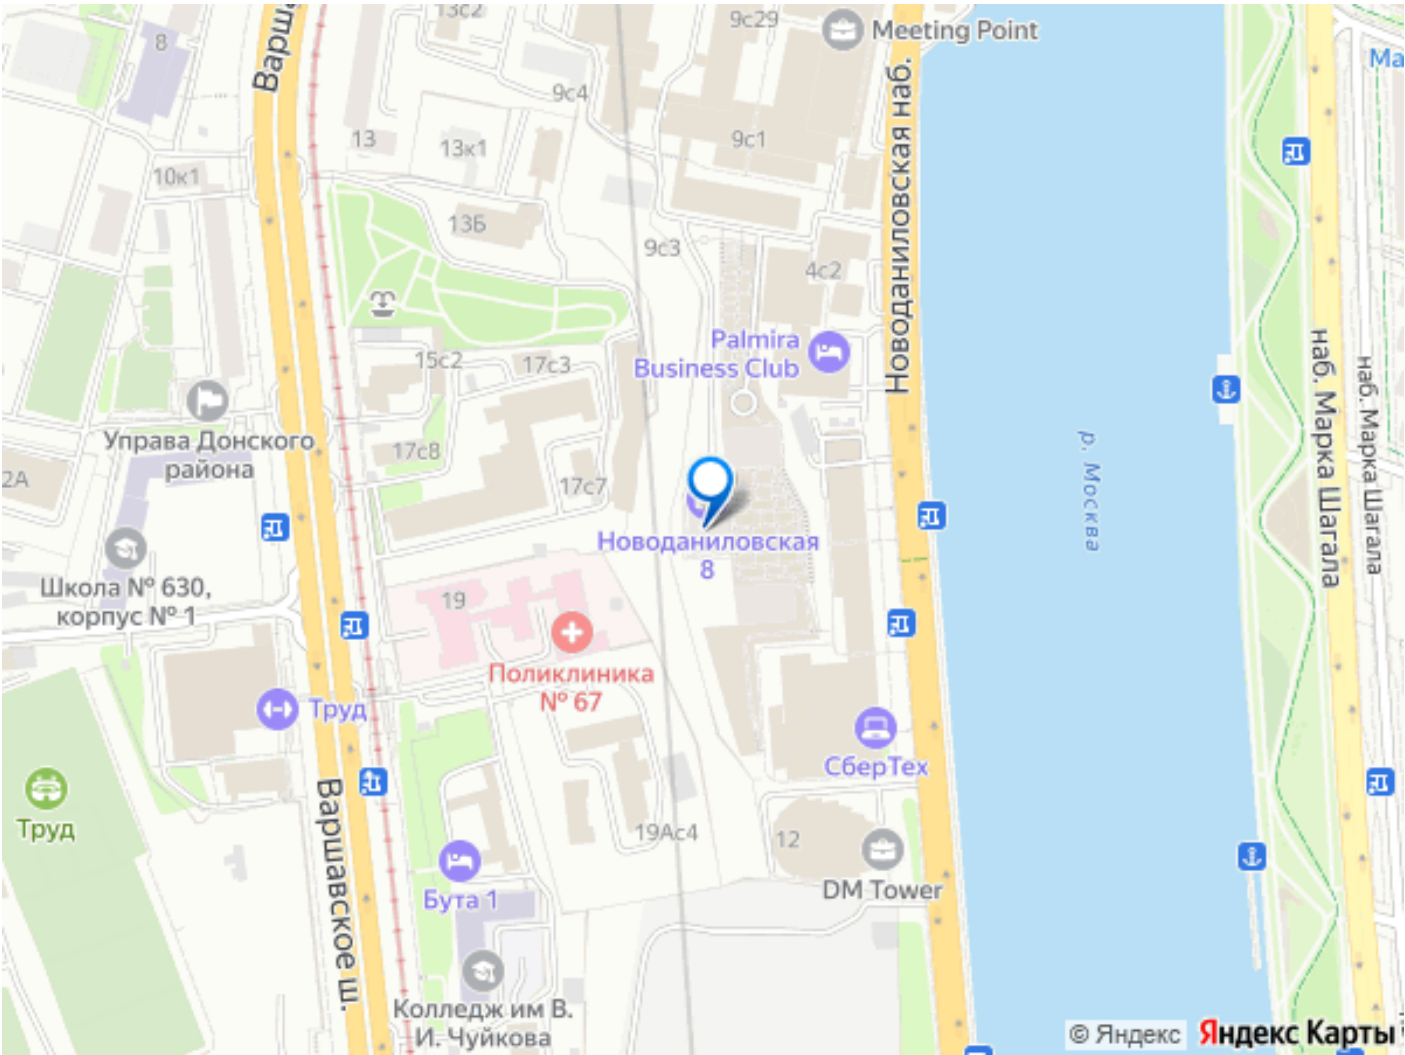 13с2
9с29
Meeting Point
8
Варша
Ма
9с4
13
13к1
9с1
10к1
Новоданиловская наб.
13Б
9с3
4с2
Palmira
Business Club
15с2
17с3
наб. Марка Шагала
наб. Марка Шагала
Управа Донского
района
17с8
2А
17с7
р. Москва
Новоданиловская
8
Школа № 630,
корпус № 1
19
Поликлиника
№ 67
Труд
СберТех
Труд
Варшавское ш.
19Ас4
12
DM Tower
Бута 1
Колледж им В.
И. Чуйкова
© Яндекс Яндекс Карты